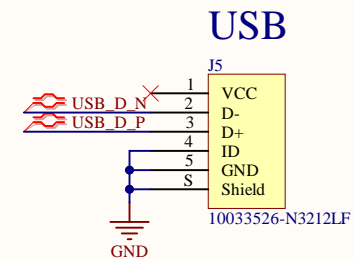 USB
J5
1 VCC
USB_D_N 2 D-
USB_D_P 3 D+
4 ID
5 GND
S Shield
10033526-N3212LF
GND